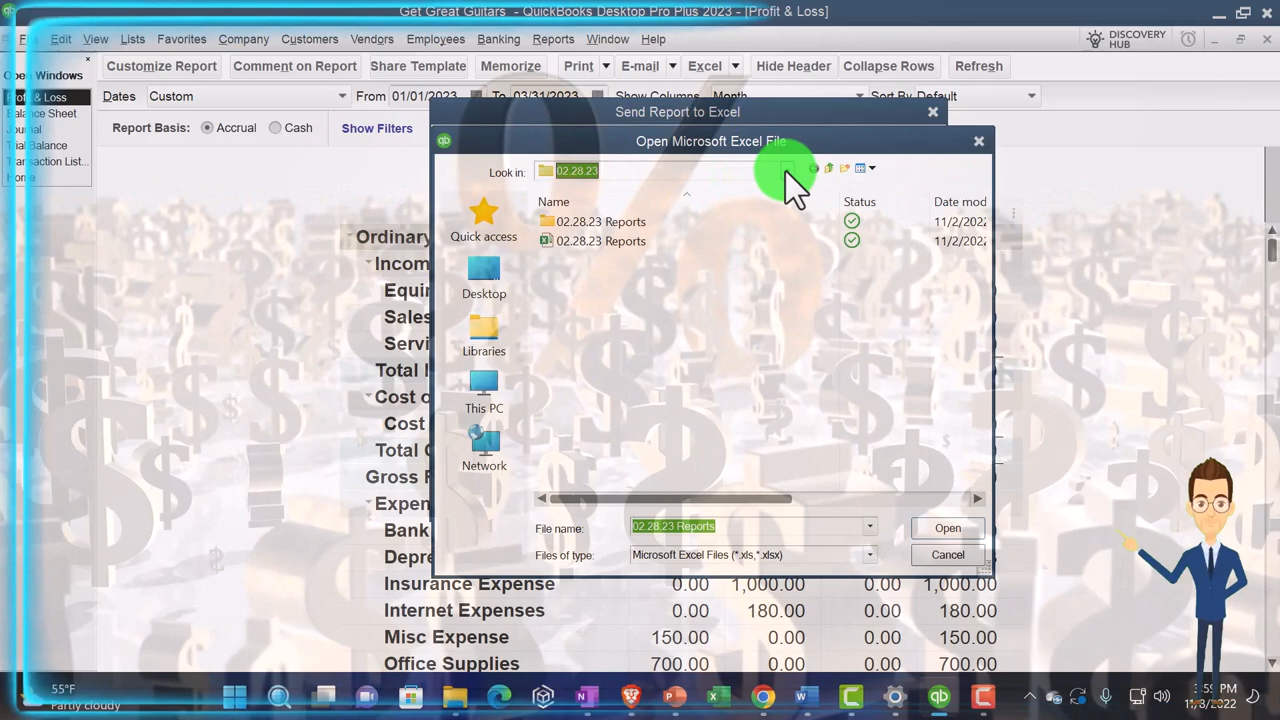 Get Great Guitars - QuickBooks Desktop Pro Plus 2023 - [Profit & Loss]
File Edit View Lists Favorites Company Customers Vendors Employees Banking Reports Window Help
DISCOVERY HUB
Open Windows
Customize Report Comment on Report Share Template Memorize Print E-mail Excel Hide Header Collapse Rows Refresh
Profit & Loss
Balance Sheet
Journal
Trial Balance
Transaction List...
Home
Dates Custom From 01/01/2023 To 03/31/2023 Show Columns Month Sort By Default
Report Basis: Accrual Cash Show Filters
Send Report to Excel
Open Microsoft Excel File
Look in: 02.28.23
Name Status Date mod
02.28.23 Reports 11/2/2022
02.28.23 Reports 11/2/2022
Quick access
Desktop
Libraries
This PC
Network
File name: 02.28.23 Reports Open
Files of type: Microsoft Excel Files (*.xls,*.xlsx) Cancel
Ordinary
Incom
Equi
Sales
Servi
Total I
Cost o
Cost
Total C
Gross
Expen
Bank
Depre
Insurance Expense 0.00 1,000.00 0.00 1,000.00
Internet Expenses 0.00 180.00 0.00 180.00
Misc Expense 150.00 0.00 0.00 150.00
Office Supplies 700.00 0.00 0.00 700.00
55°F
Partly cloudy
3:59 PM
11/8/2022